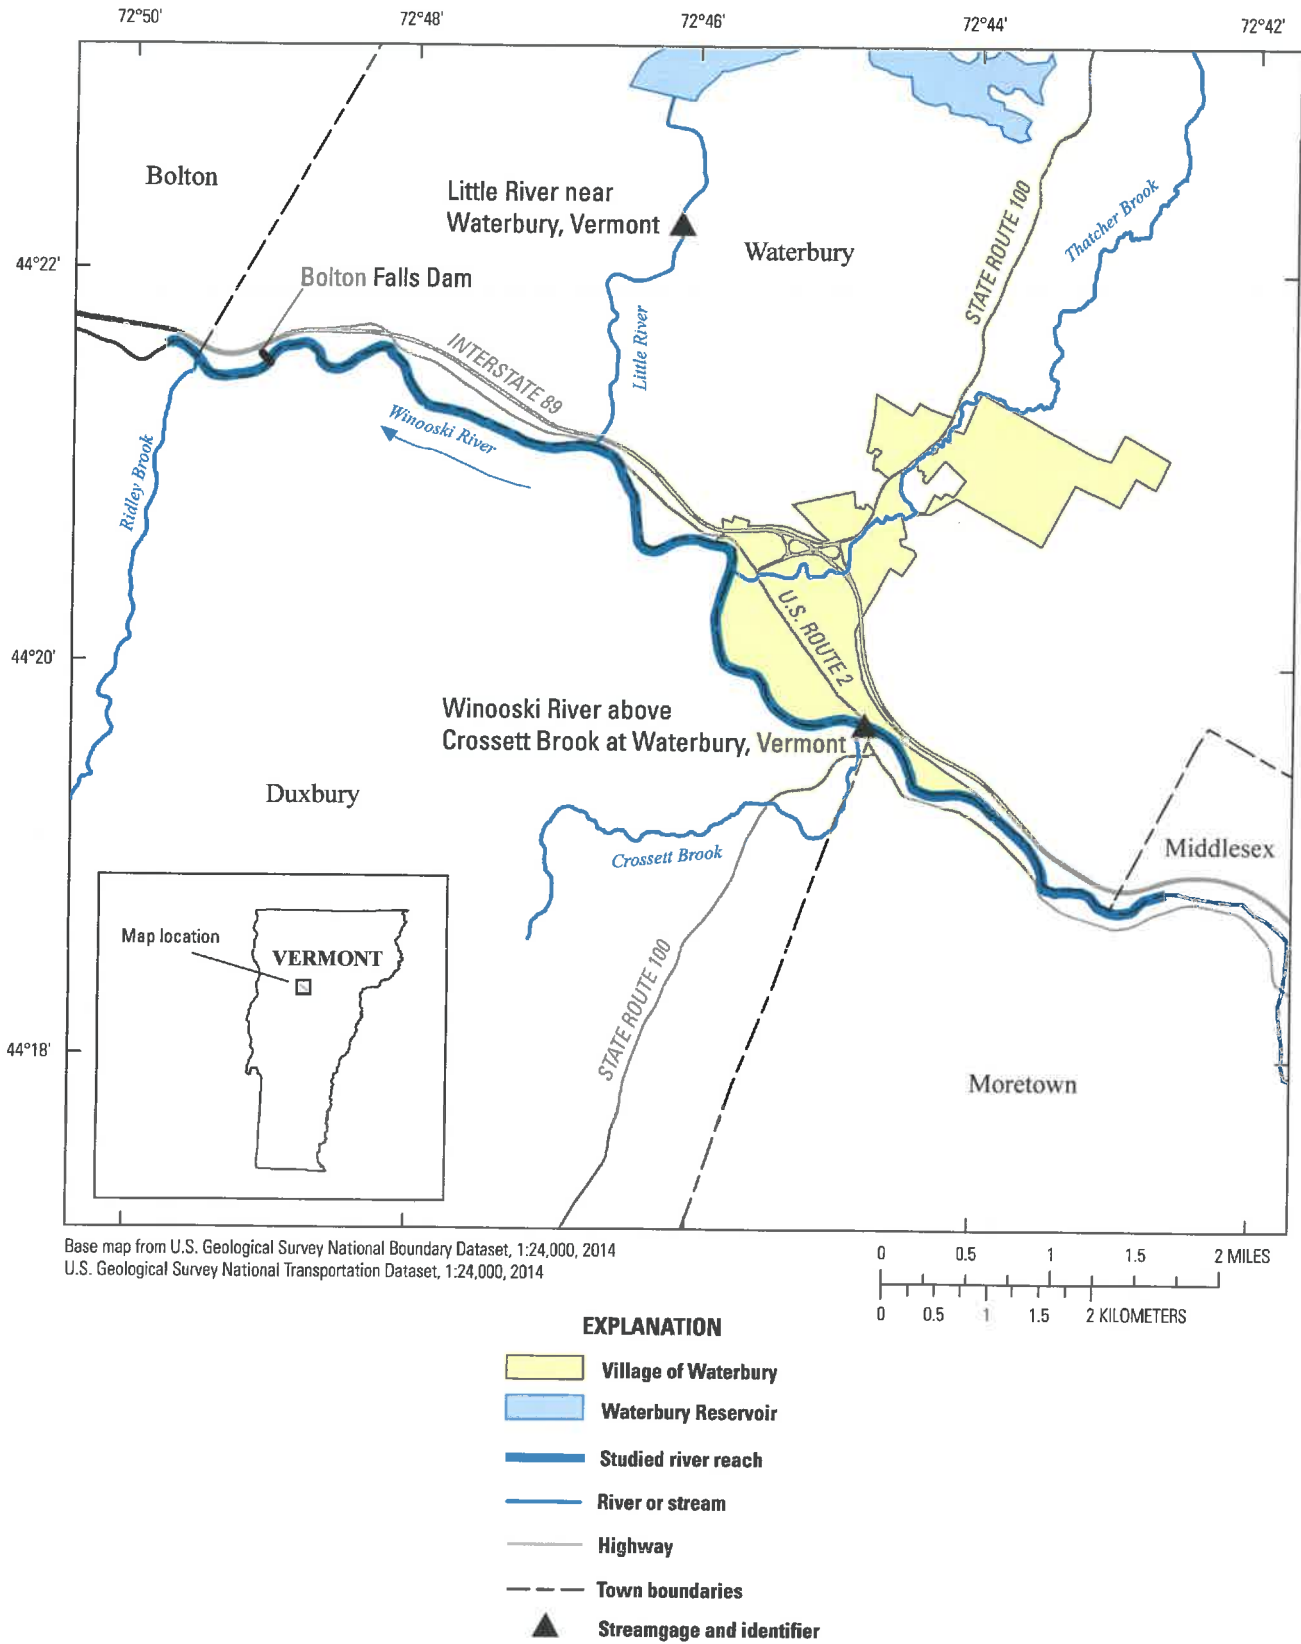 72°50'
72°48'
72°46'
72°44'
72°42'
Bolton
Little River near
Waterbury, Vermont
Waterbury
STATE ROUTE 100
Thatcher Brook
44°22'
Bolton Falls Dam
INTERSTATE 89
Little River
Winooski River
Ridley Brook
U.S. ROUTE 2
44°20'
Winooski River above
Crossett Brook at Waterbury, Vermont
Duxbury
Middlesex
Crossett Brook
Map location
VERMONT
STATE ROUTE 100
44°18'
Moretown
Base map from U.S. Geological Survey National Boundary Dataset, 1:24,000, 2014
U.S. Geological Survey National Transportation Dataset, 1:24,000, 2014
0 0.5 1 1.5 2 MILES
0 0.5 1 1.5 2 KILOMETERS
EXPLANATION
Village of Waterbury
Waterbury Reservoir
Studied river reach
River or stream
Highway
Town boundaries
Streamgage and identifier